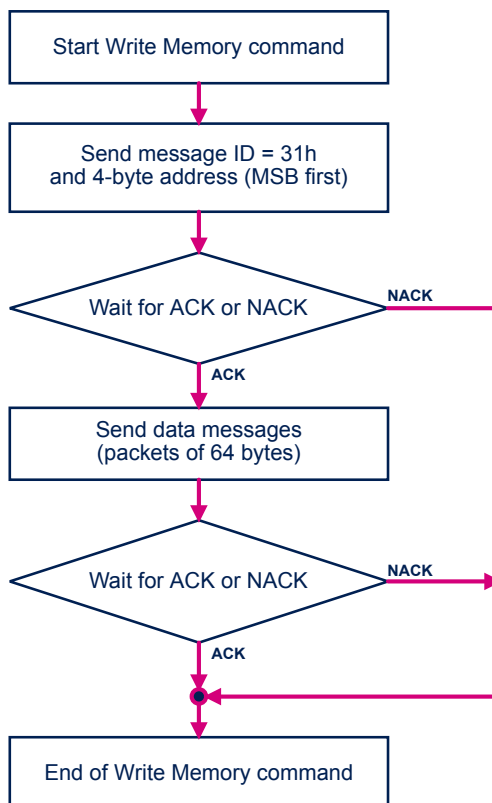 Start Write Memory command
Send message ID = 31h
and 4-byte address (MSB first)
Wait for ACK or NACK
NACK
ACK
Send data messages
(packets of 64 bytes)
Wait for ACK or NACK
NACK
ACK
End of Write Memory command